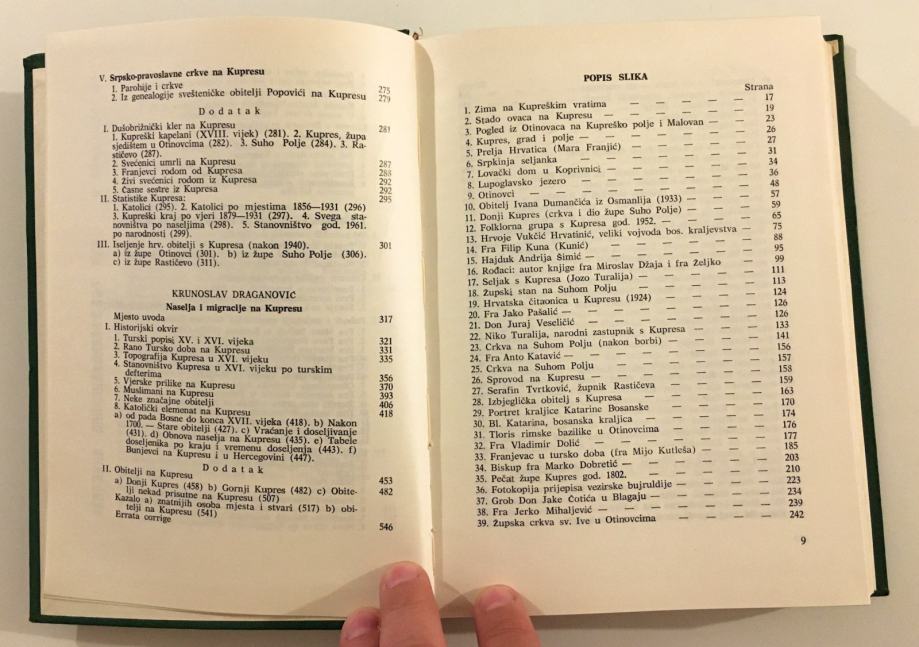 V. Srpsko-pravoslavne crkve na Kupresu
1. Parohije i crkve 275
2. Iz genealogije svešteničke obitelji Popovići na Kupresu 279
Dodatak
I. Dušobrižnički kler na Kupresu 281
1. Kupreški kapelani (XVIII. vijek) (281). 2. Kupres, župa
sjedištem u Otinovcima (282). 3. Suho Polje (284). 3. Ra-
stičevo (287).
2. Svećenici umrli na Kupresu 287
3. Franjevci rodom od Kupresa 288
4. Živi svećenici rodom iz Kupresa 292
5. Časne sestre iz Kupresa 292
II. Statistike Kupresa: 295
1. Katolici (295). 2. Katolici po mjestima 1856—1931 (296)
3. Kupreški kraj po vjeri 1879—1931 (297). 4. Svega sta-
novništva po naseljima (298). 5. Stanovništvo god. 1961.
po narodosti (299).
III. Iseljenje hrv. obitelji s Kupresa (nakon 1940). 301
a) iz župe Otinovci (301). b) iz župe Suho Polje (306).
c) iz župe Rastičevo (311).
KRUNOSLAV DRAGANOVIĆ
Naselja i migracije na Kupresu
Mjesto uvoda 317
I. Historijski okvir
1. Turski popisi XV. i XVI. vijeka 321
2. Rano Tursko doba na Kupresu 331
3. Topografija Kupresa u XVI. vijeku 335
4. Stanovništvo Kupresa u XVI. vijeku po turskim
defterima 356
5. Vjerske prilike na Kupresu 370
6. Muslimani na Kupresu 393
7. Neke značajne obitelji 406
8. Katolički elemenat na Kupresu 418
a) od pada Bosne do konca XVII. vijeka (418). b) Nakon
1700. — Stare obitelji (427). c) Vraćanje i doseljivanje
(431). d) Obnova naselja na Kupresu (435). e) Tabele
doseljenika po kraju i vremenu doseljenja (443). f)
Bunjevci na Kupresu i u Hercegovini (447).
Dodatak
II. Obitelji na Kupresu 453
a) Donji Kupres (458) b) Gornji Kupres (482) c) Obite- 482
lji nekad prisutne na Kupresu (507)
Kazalo a) znatnijih osoba mjesta i stvari (517) b) obi-
telji na Kupresu (541)
Errata corrige 546
POPIS SLIKA
Strana
1. Zima na Kupreškim vratima — — — — — 17
2. Stado ovaca na Kupresu — — — — — 19
3. Pogled iz Otinovaca na Kupreško polje i Malovan — — 23
4. Kupres, grad i polje — — — — — — 26
5. Prelja Hrvatica (Mara Franjić) — — — — 27
6. Srpkinja seljanka — — — — — — 31
7. Lovački dom u Koprivnici — — — — — 34
8. Lupoglavsko jezero — — — — — — 36
9. Otinovci — — — — — — — 48
10. Obitelj Ivana Dumančića iz Osmanlija (1933) — — — 57
11. Donji Kupres (crkva i dio župe Suho Polje) — — — 59
12. Folklorna grupa s Kupresa god. 1952. — — — — 65
13. Hrvoje Vukčić Hrvatinić, veliki vojvoda bos. kraljevstva — 75
14. Fra Filip Kuna (Kunić) — — — — — 88
15. Hajduk Andrija Šimić — — — — — — 95
16. Rođaci: autor knjige fra Miroslav Džaja i fra Željko — 99
17. Seljak s Kupresa (Jozo Turalija) — — — — 111
18. Župski stan na Suhom Polju — — — — 113
19. Hrvatska čitaonica u Kupresu (1924) — — — — 124
20. Fra Jako Pašalić — — — — — — 126
21. Don Juraj Veseličić — — — — — — 126
22. Niko Turalija, narodni zastupnik s Kupresa — — — 133
23. Crkva na Suhom Polju (nakon borbi) — — — — 141
24. Fra Anto Katavić — — — — — — — 156
25. Crkva na Suhom Polju — — — — — 157
26. Sprovod na Kupresu — — — — — — 158
27. Serafin Tvrtković, župnik Rastičeva — — — — 159
28. Izbjeglička obitelj s Kupresa — — — — — 163
29. Portret kraljice Katarine Bosanske — — — — 170
30. Bl. Katarina, bosanska kraljica — — — — — 174
31. Tloris rimske bazilike u Otinovcima — — — — 176
32. Fra Vladimir Dolić — — — — — — 177
33. Franjevac u tursko doba (fra Mijo Kutleša) — — — 185
34. Biskup fra Marko Dobretić — — — — — — 203
35. Pečat župe Kupres god. 1802. — — — — — 210
36. Fotokopija prijepisa vezirske bujruldije — — — — 223
37. Grob Don Jake Čotića u Blagaju — — — — 234
38. Fra Jerko Mihaljević — — — — — — 239
39. Župska crkva sv. Ive u Otinovcima — — — — 242
9